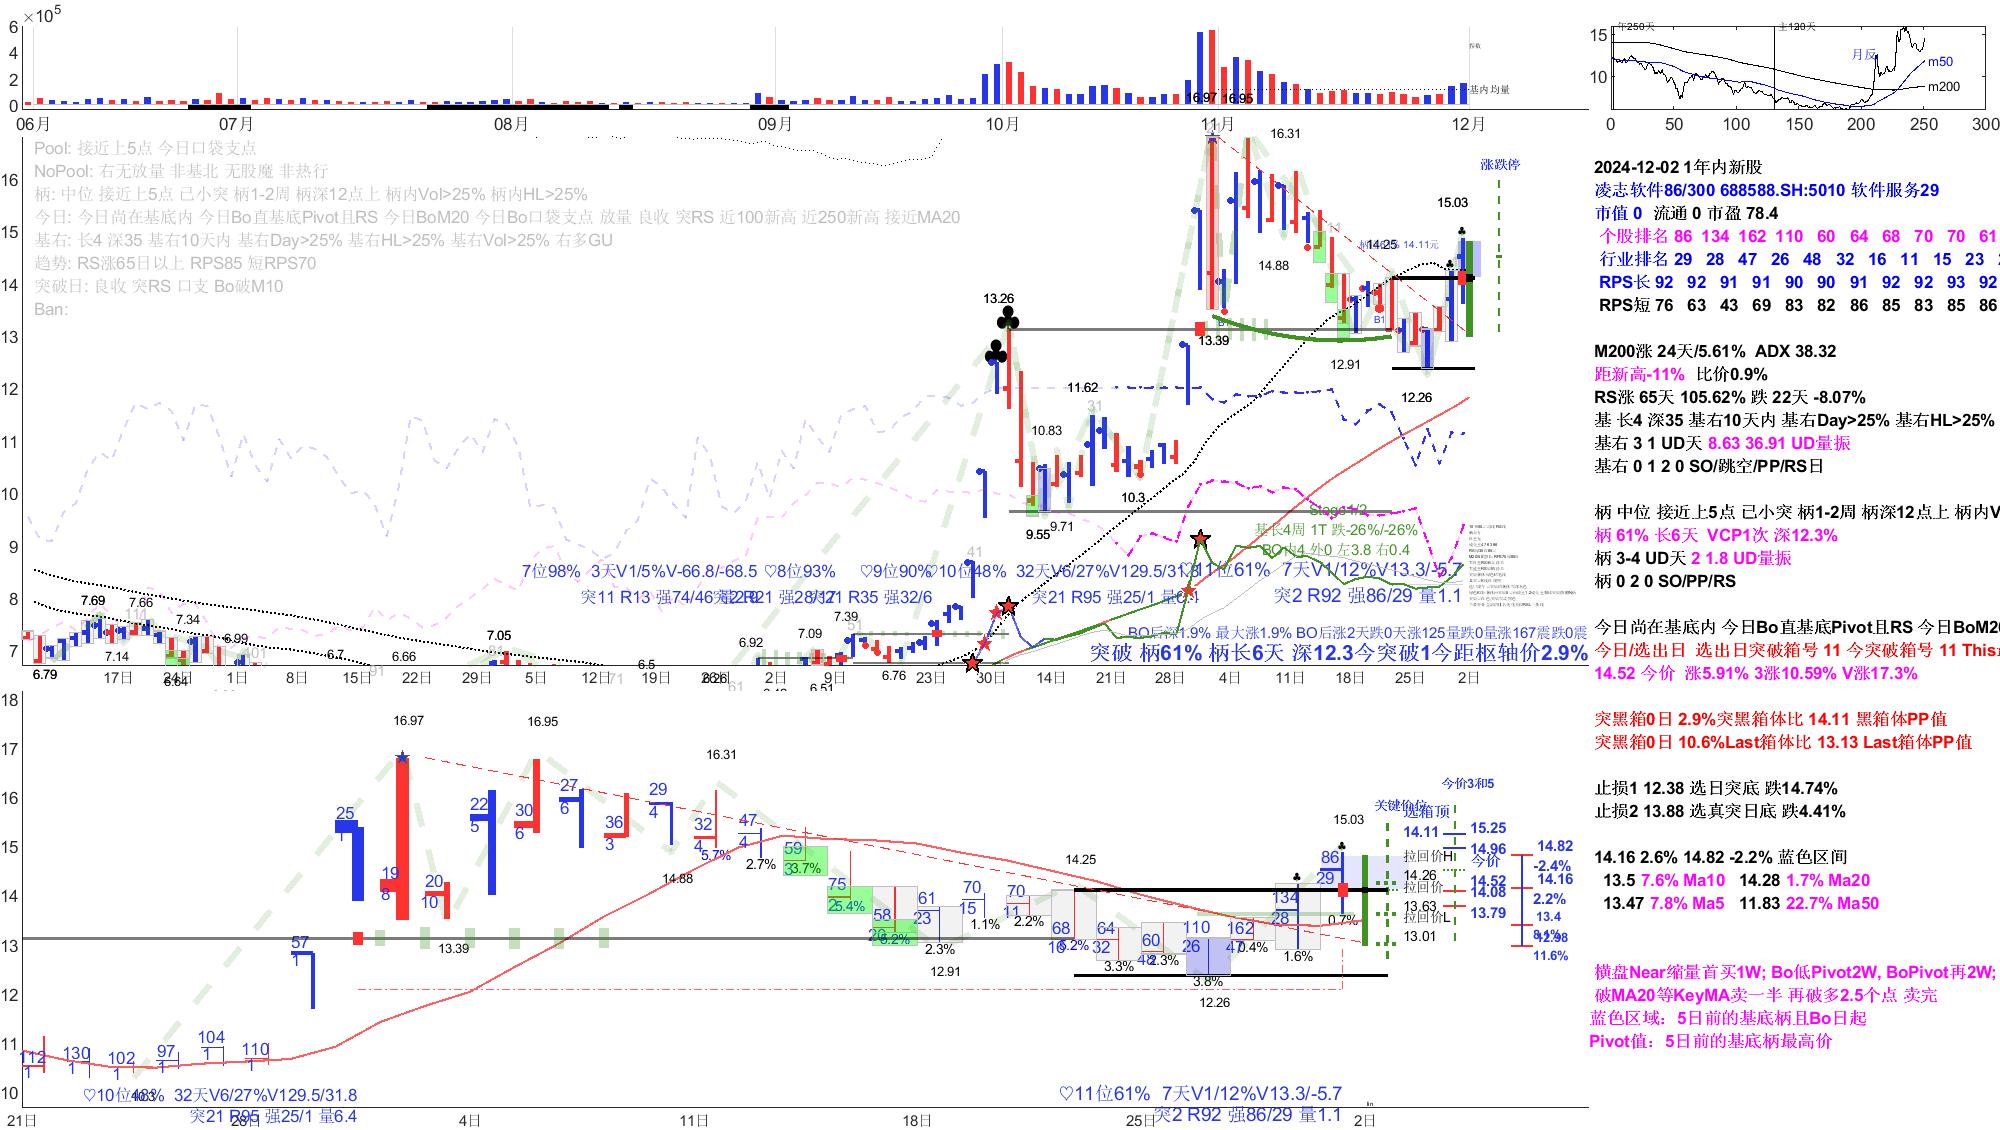 ×10⁵
6
4
2
0
06月 07月 08月 09月 10月 11月 12月
16.97 16.95
基内均量
年250天 主120天
15
10
月反
m50
m200
0 50 100 150 200 250 300
Pool: 接近上5点 今日口袋支点
NoPool: 右无放量 非基北 无股魔 非热行
柄: 中位 接近上5点 己小突 柄1-2周 柄深12点上 柄内Vol>25% 柄内HL>25%
今日: 今日尚在基底内 今日Bo直基底Pivot且RS 今日BoM20 今日Bo口袋支点 放量 良收 突RS 近100新高 近250新高 接近MA20
基右: 长4 深35 基右10天内 基右Day>25% 基右HL>25% 基右Vol>25% 右多GU
趋势: RS涨65日以上 RPS85 短RPS70
突破日: 良收 突RS 口支 Bo破M10
Ban:
16
15
14
13
12
11
10
9
8
7
16.31
涨跌停
15.03
14.25
14.11元
14.88
13.26
13.39
B1
12.91
12.26
11.62
31
10.83
10.3
9.71
9.55
Stage1/2
基长4周 1T 跌-26%/-26%
BO内4 外0 左3.8 右0.4
41
7位98% 3天V1/5%V-66.8/-68.5 ♡8位93% ♡9位90% ♡10位48% 32天V6/27%V129.5/31.8 ♡11位61% 7天V1/12%V13.3/-5.7
突11 R13 强74/46 强28/32 R35 强32/6 突21 R95 强25/1 量6.4 突2 R92 强86/29 量1.1
7.69 7.66 7.34 6.99 7.14 6.79 6.64 6.7 6.66 7.05 6.5 6.92 7.09 7.39 6.76 6.51
BO后深1.9% 最大涨1.9% BO后涨2天跌0天涨125量跌0量涨167震跌0震
突破 柄61% 柄长6天 深12.3今突破1今距枢轴价2.9%
17日 24日 1日 8日 15日 22日 29日 5日 12日 19日 26日 2日 9日 23日 30日 14日 21日 28日 4日 11日 18日 25日 2日
18
17
16
15
14
13
12
11
10
16.97 16.95 16.31 14.88 14.25 15.03
13.39 12.91 12.26
112 1 130 1 102 1 97 1 104 1 110 1 57 1
25 19 8 20 10 22 5 30 6 27 6 36 3 29 4 32 4 47 4 59 3 75 2 58 61 23 70 15 70 11 68 64 32 60 110 26 162 134 28 86 29
5.7% 2.7% 3.7% 5.4% 6.2% 2.3% 1.1% 2.2% 5.2% 3.3% 2.3% 3.8% 0.4% 1.6% 0.7%
今价3和5
关键价位
选箱顶
14.11
拉回价H
14.26
拉回价
13.63
拉回价L
13.01
15.25
14.96
今价
14.52
14.08
13.79
14.82
-2.4%
14.16
2.2%
13.4
8.1%
12.98
11.6%
♡10位48% 32天V6/27%V129.5/31.8
突21 R95 强25/1 量6.4
♡11位61% 7天V1/12%V13.3/-5.7
突2 R92 强86/29 量1.1
21日 28日 4日 11日 18日 25日 2日
2024-12-02 1年内新股
凌志软件86/300 688588.SH:5010 软件服务29
市值 0 流通 0 市盈 78.4
个股排名 86 134 162 110 60 64 68 70 70 61
行业排名 29 28 47 26 48 32 16 11 15 23
RPS长 92 92 91 91 90 90 91 92 92 93 92
RPS短 76 63 43 69 83 82 86 85 83 85 86
M200涨 24天/5.61% ADX 38.32
距新高-11% 比价0.9%
RS涨 65天 105.62% 跌 22天 -8.07%
基 长4 深35 基右10天内 基右Day>25% 基右HL>25%
基右 3 1 UD天 8.63 36.91 UD量振
基右 0 1 2 0 SO/跳空/PP/RS日
柄 中位 接近上5点 己小突 柄1-2周 柄深12点上 柄内V
柄 61% 长6天 VCP1次 深12.3%
柄 3-4 UD天 2 1.8 UD量振
柄 0 2 0 SO/PP/RS
今日尚在基底内 今日Bo直基底Pivot且RS 今日BoM20
今日/选出日 选出日突破箱号 11 今突破箱号 11 This
14.52 今价 涨5.91% 3涨10.59% V涨17.3%
突黑箱0日 2.9%突黑箱体比 14.11 黑箱体PP值
突黑箱0日 10.6%Last箱体比 13.13 Last箱体PP值
止损1 12.38 选日突底 跌14.74%
止损2 13.88 选真突日底 跌4.41%
14.16 2.6% 14.82 -2.2% 蓝色区间
13.5 7.6% Ma10 14.28 1.7% Ma20
13.47 7.8% Ma5 11.83 22.7% Ma50
横盘Near缩量首买1W; Bo低Pivot2W, BoPivot再2W;
破MA20等KeyMA卖一半 再破多2.5个点 卖完
蓝色区域：5日前的基底柄且Bo日起
Pivot值：5日前的基底柄最高价